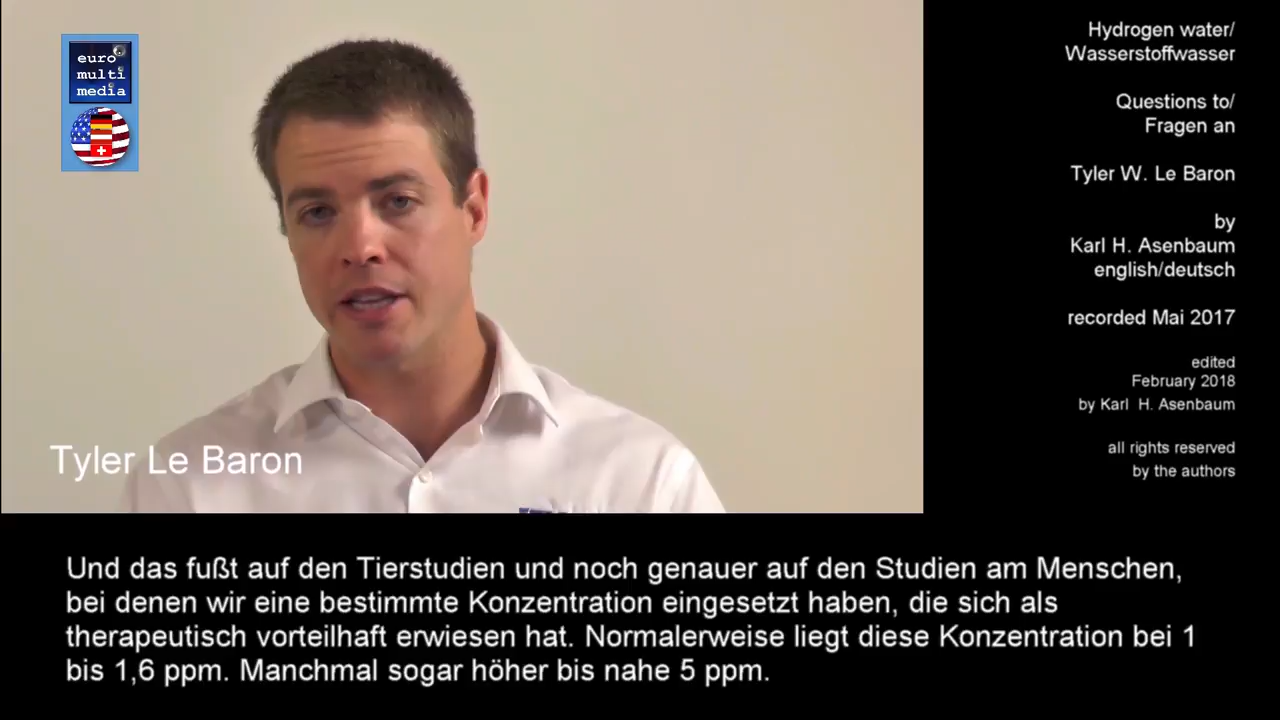 euro
multi
media
Tyler Le Baron
Hydrogen water/
Wasserstoffwasser
Questions to/
Fragen an
Tyler W. Le Baron
by
Karl H. Asenbaum
english/deutsch
recorded Mai 2017
edited
February 2018
by Karl H. Asenbaum
all rights reserved
by the authors
Und das fußt auf den Tierstudien und noch genauer auf den Studien am Menschen,
bei denen wir eine bestimmte Konzentration eingesetzt haben, die sich als
therapeutisch vorteilhaft erwiesen hat. Normalerweise liegt diese Konzentration bei 1
bis 1,6 ppm. Manchmal sogar höher bis nahe 5 ppm.